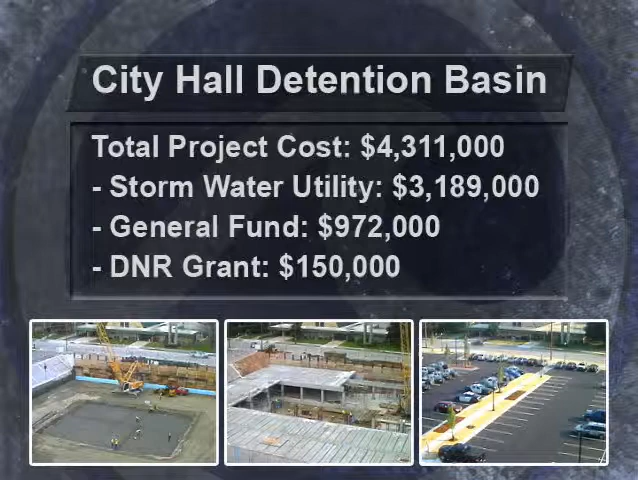 City Hall Detention Basin
Total Project Cost: $4,311,000
- Storm Water Utility: $3,189,000
- General Fund: $972,000
- DNR Grant: $150,000